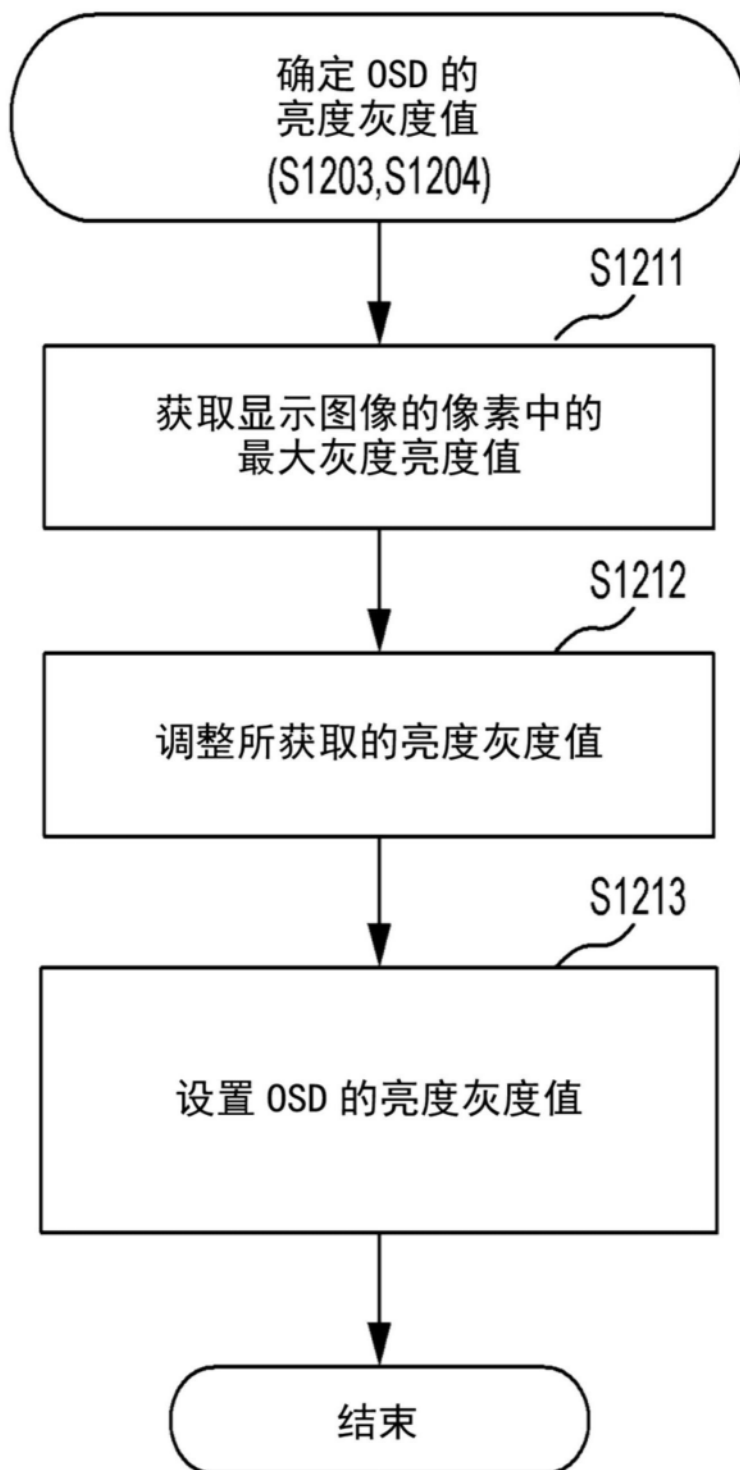 确定 OSD 的
亮度灰度值
(S1203,S1204)
S1211
获取显示图像的像素中的
最大灰度亮度值
S1212
调整所获取的亮度灰度值
S1213
设置 OSD 的亮度灰度值
结束